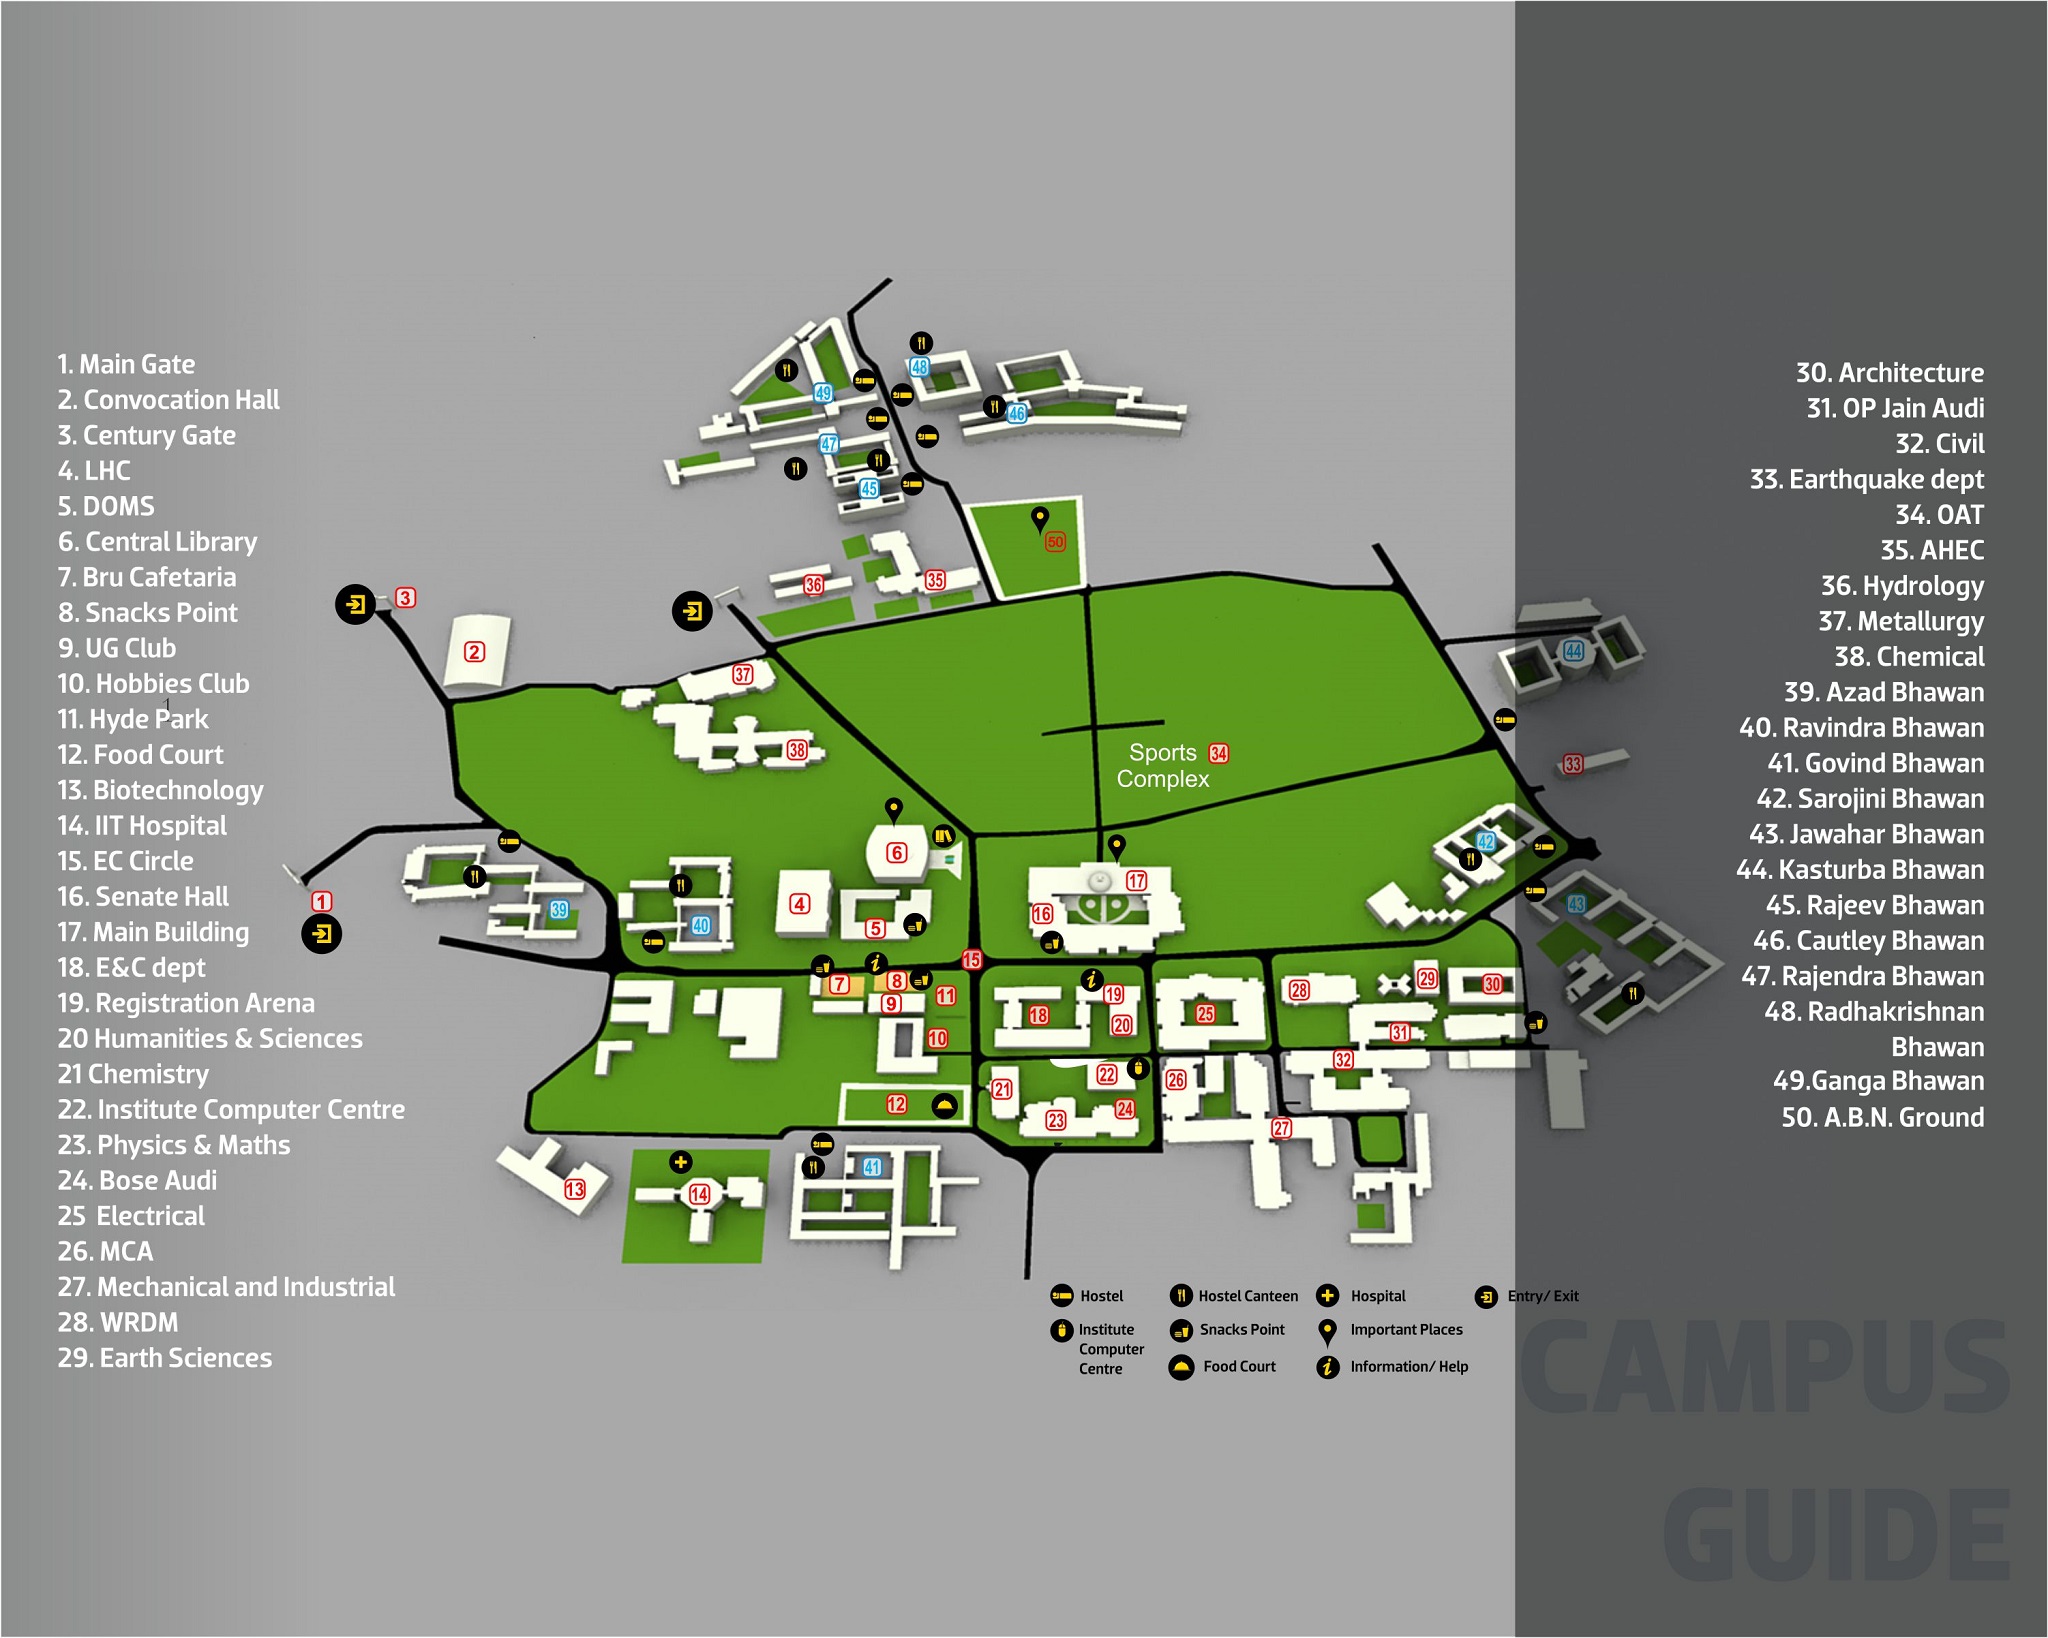 1. Main Gate
2. Convocation Hall
3. Century Gate
4. LHC
5. DOMS
6. Central Library
7. Bru Cafetaria
8. Snacks Point
9. UG Club
10. Hobbies Club
1
11. Hyde Park
12. Food Court
13. Biotechnology
14. IIT Hospital
15. EC Circle
16. Senate Hall
17. Main Building
18. E&C dept
19. Registration Arena
20 Humanities & Sciences
21 Chemistry
22. Institute Computer Centre
23. Physics & Maths
24. Bose Audi
25 Electrical
26. MCA
27. Mechanical and Industrial
28. WRDM
29. Earth Sciences
48
49
46
47
45
50
36
35
3
2
37
38
Sports 34
Complex
44
33
42
43
6
17
1
39
40
4
5
16
15
7
8
9
11
10
18
19
20
25
28
29
30
31
32
21
22
26
12
23
24
27
13
14
41
30. Architecture
31. OP Jain Audi
32. Civil
33. Earthquake dept
34. OAT
35. AHEC
36. Hydrology
37. Metallurgy
38. Chemical
39. Azad Bhawan
40. Ravindra Bhawan
41. Govind Bhawan
42. Sarojini Bhawan
43. Jawahar Bhawan
44. Kasturba Bhawan
45. Rajeev Bhawan
46. Cautley Bhawan
47. Rajendra Bhawan
48. Radhakrishnan
Bhawan
49.Ganga Bhawan
50. A.B.N. Ground
Hostel
Hostel Canteen
Hospital
Entry/ Exit
Institute
Computer
Centre
Snacks Point
Important Places
Food Court
Information/ Help
CAMPUS
GUIDE